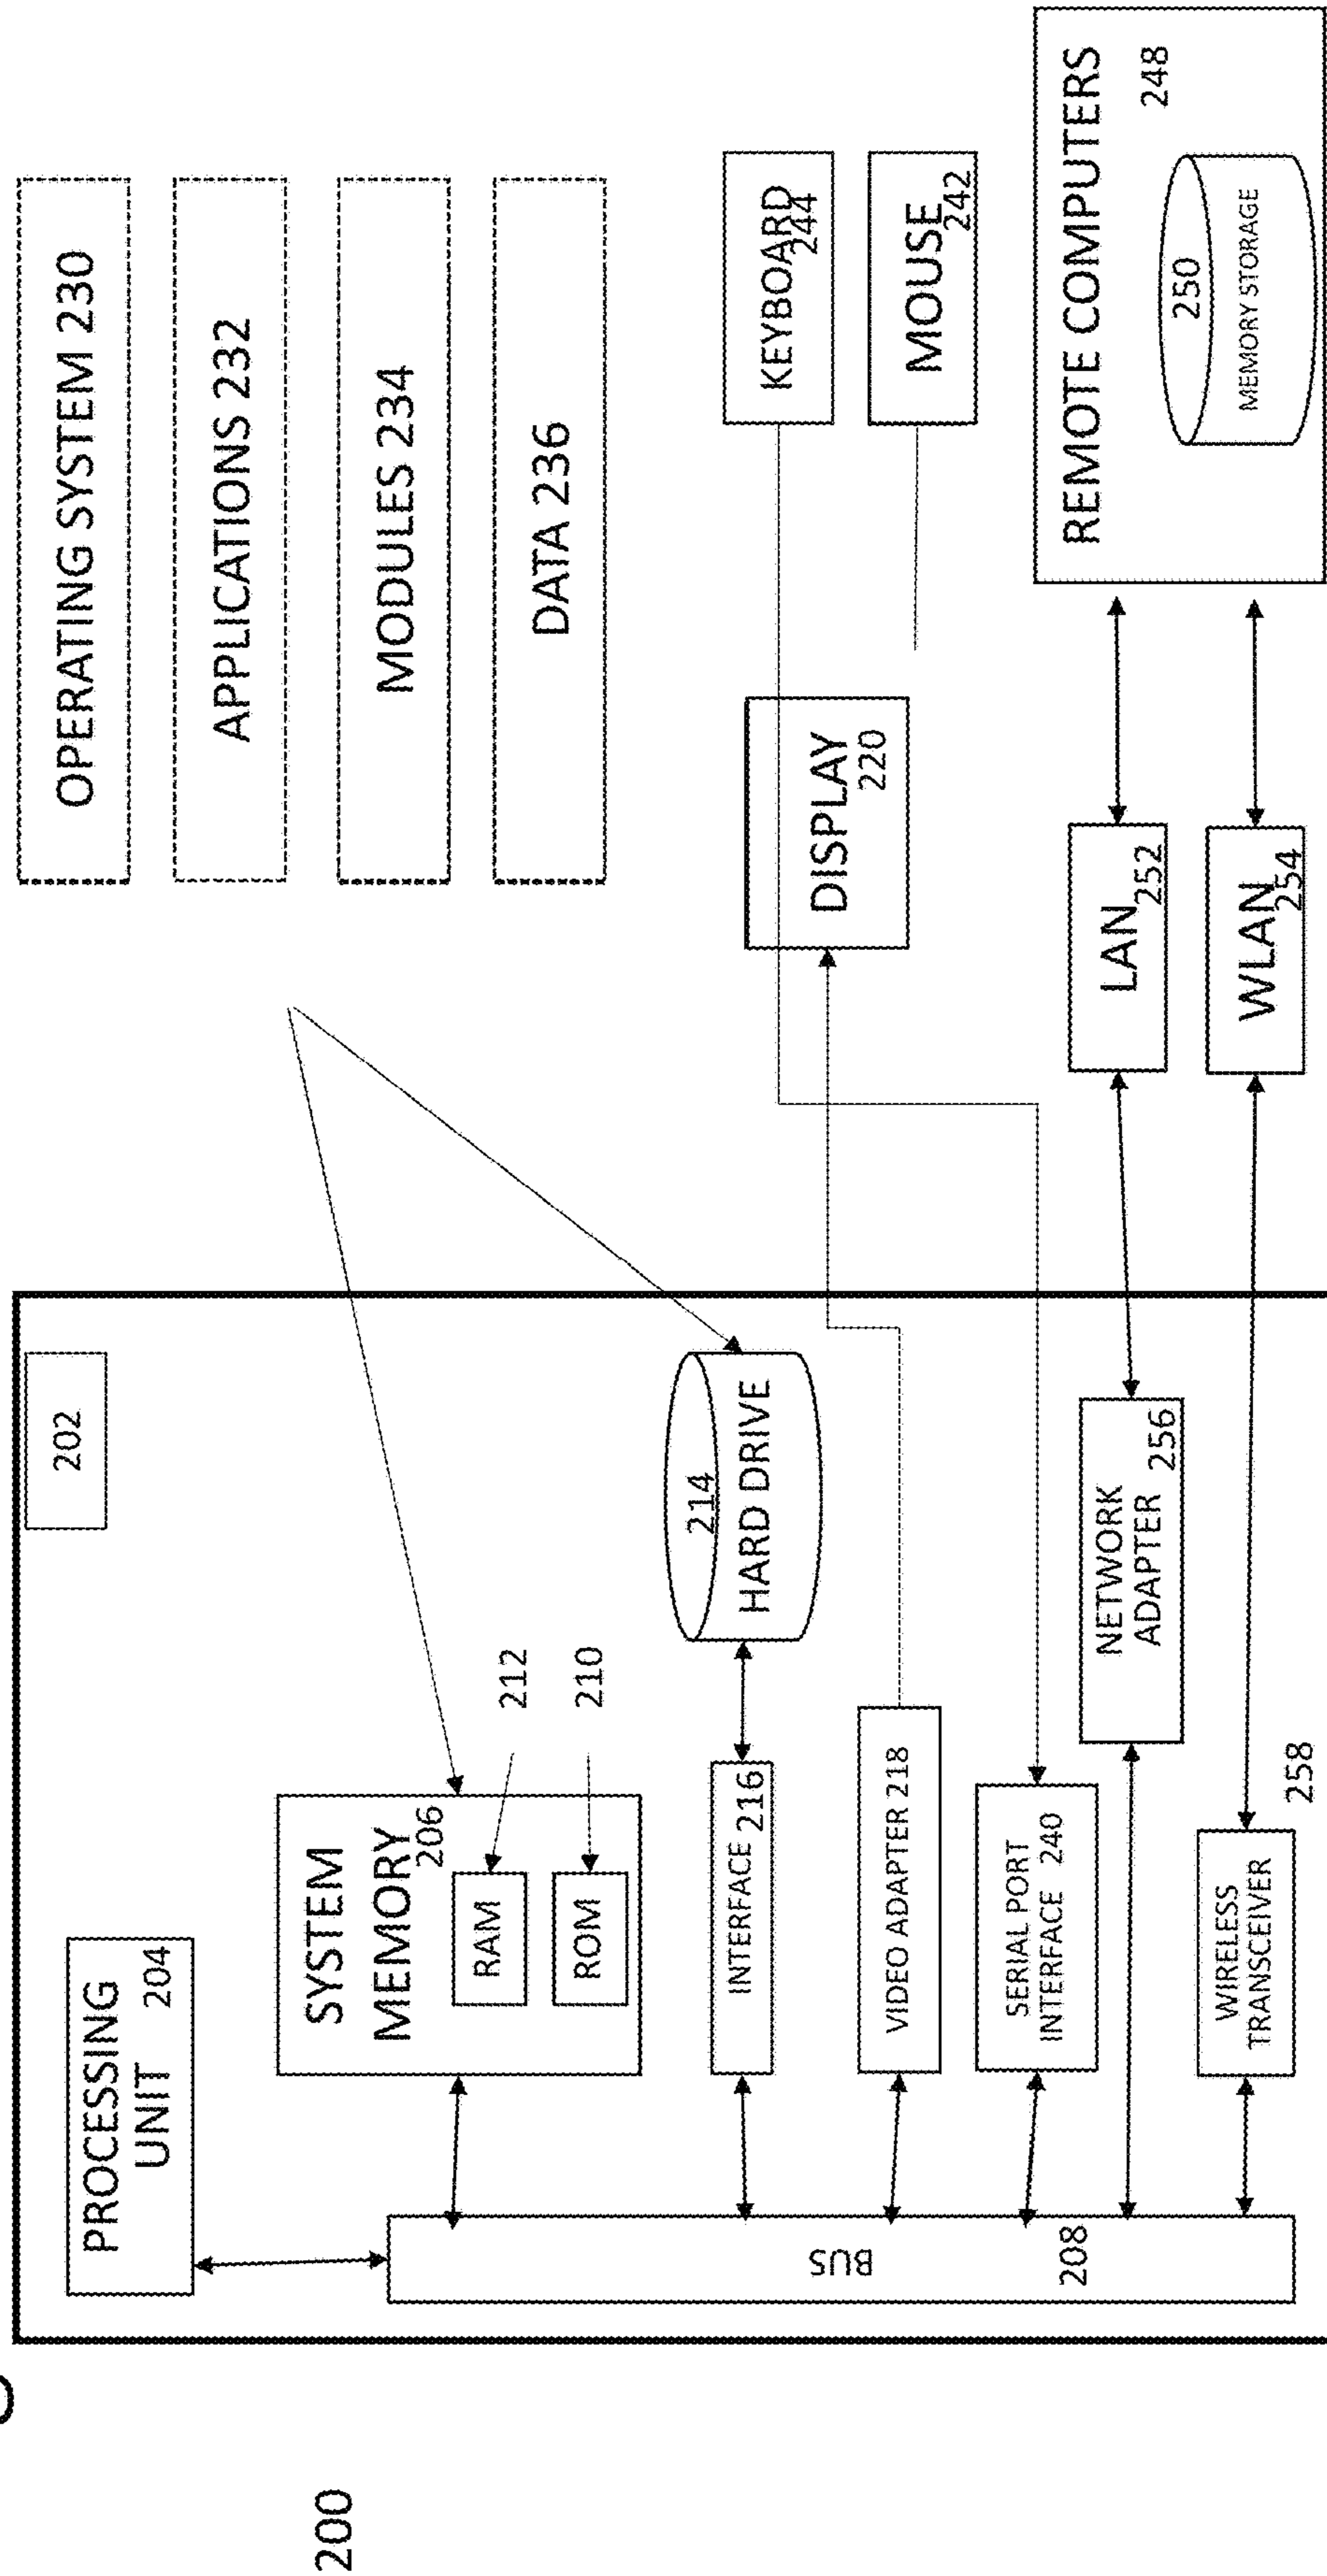 200
202
PROCESSING
UNIT 204
SYSTEM
MEMORY
206
RAM
212
ROM
210
BUS
208
INTERFACE 216
214
HARD DRIVE
VIDEO ADAPTER 218
SERIAL PORT
INTERFACE 240
NETWORK
ADAPTER 256
WIRELESS
TRANSCEIVER
258
OPERATING SYSTEM 230
APPLICATIONS 232
MODULES 234
DATA 236
KEYBOARD
244
MOUSE
242
DISPLAY
220
LAN
252
WLAN
254
REMOTE COMPUTERS
248
250
MEMORY STORAGE